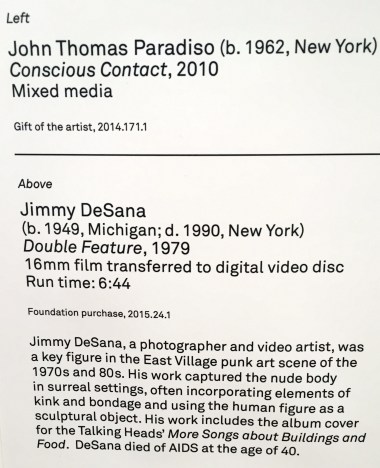 Left
John Thomas Paradiso (b. 1962, New York)
Conscious Contact, 2010
Mixed media
Gift of the artist, 2014.171.1
Above
Jimmy DeSana
(b. 1949, Michigan; d. 1990, New York)
Double Feature, 1979
16mm film transferred to digital video disc
Run time: 6:44
Foundation purchase, 2015.24.1
Jimmy DeSana, a photographer and video artist, was
a key figure in the East Village punk art scene of the
1970s and 80s. His work captured the nude body
in surreal settings, often incorporating elements of
kink and bondage and using the human figure as a
sculptural object. His work includes the album cover
for the Talking Heads' More Songs about Buildings and
Food. DeSana died of AIDS at the age of 40.